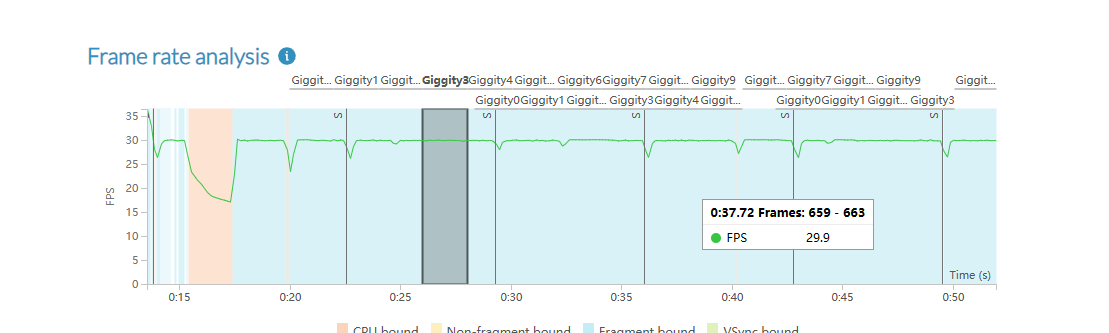 Frame rate analysis i
Giggit... Giggity1 Giggit... Giggity3 Giggity4 Giggit... Giggity6 Giggity7 Giggit... Giggity9 Giggit... Giggity7 Giggit... Giggity9 Giggit...
Giggity0 Giggity1 Giggit... Giggity3 Giggity4 Giggit... Giggity0 Giggity1 Giggit... Giggity3
S S S S S
35
30
25
20
15
10
5
0
FPS
0:37.72 Frames: 659 - 663
FPS 29.9
Time (s)
0:15 0:20 0:25 0:30 0:35 0:40 0:45 0:50
CPU bound Non-fragment bound Fragment bound VSync bound